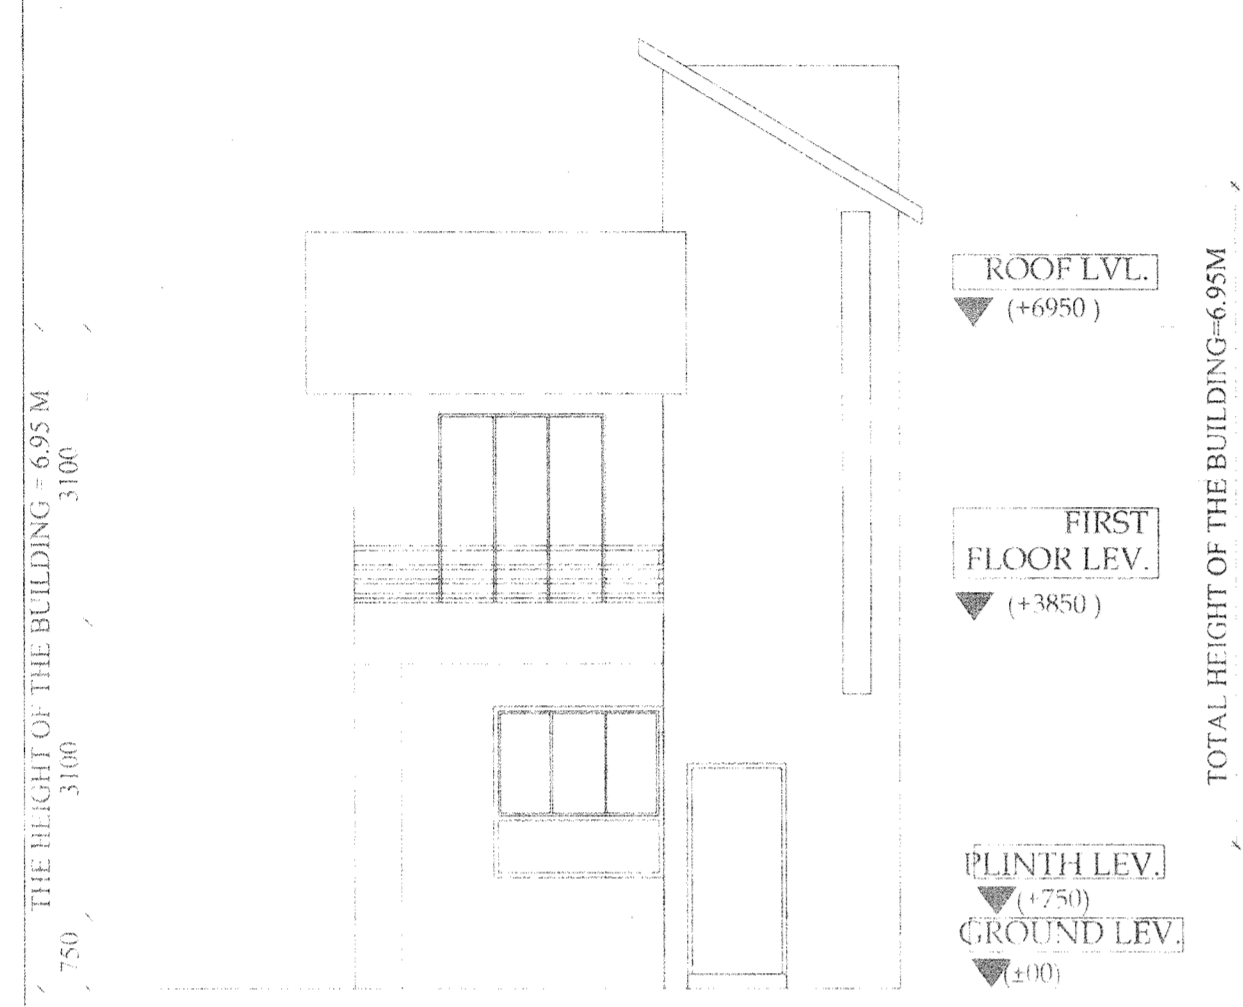 THE HEIGHT OF THE BUILDING = 6.95 M
3100
3100
750
ROOF LVL.
(+6950 )
FIRST
FLOOR LEV.
(+3850 )
PLINTH LEV.
(+750)
GROUND LEV.
(±00)
TOTAL HEIGHT OF THE BUILDING=6.95M